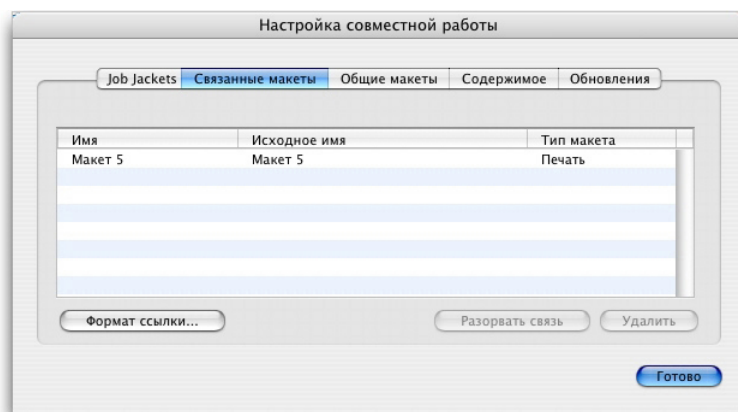 Настройка совместной работы
Job Jackets Связанные макеты Общие макеты Содержимое Обновления
Имя Исходное имя Тип макета
Макет 5 Макет 5 Печать
Формат ссылки... Разорвать связь Удалить
Готово